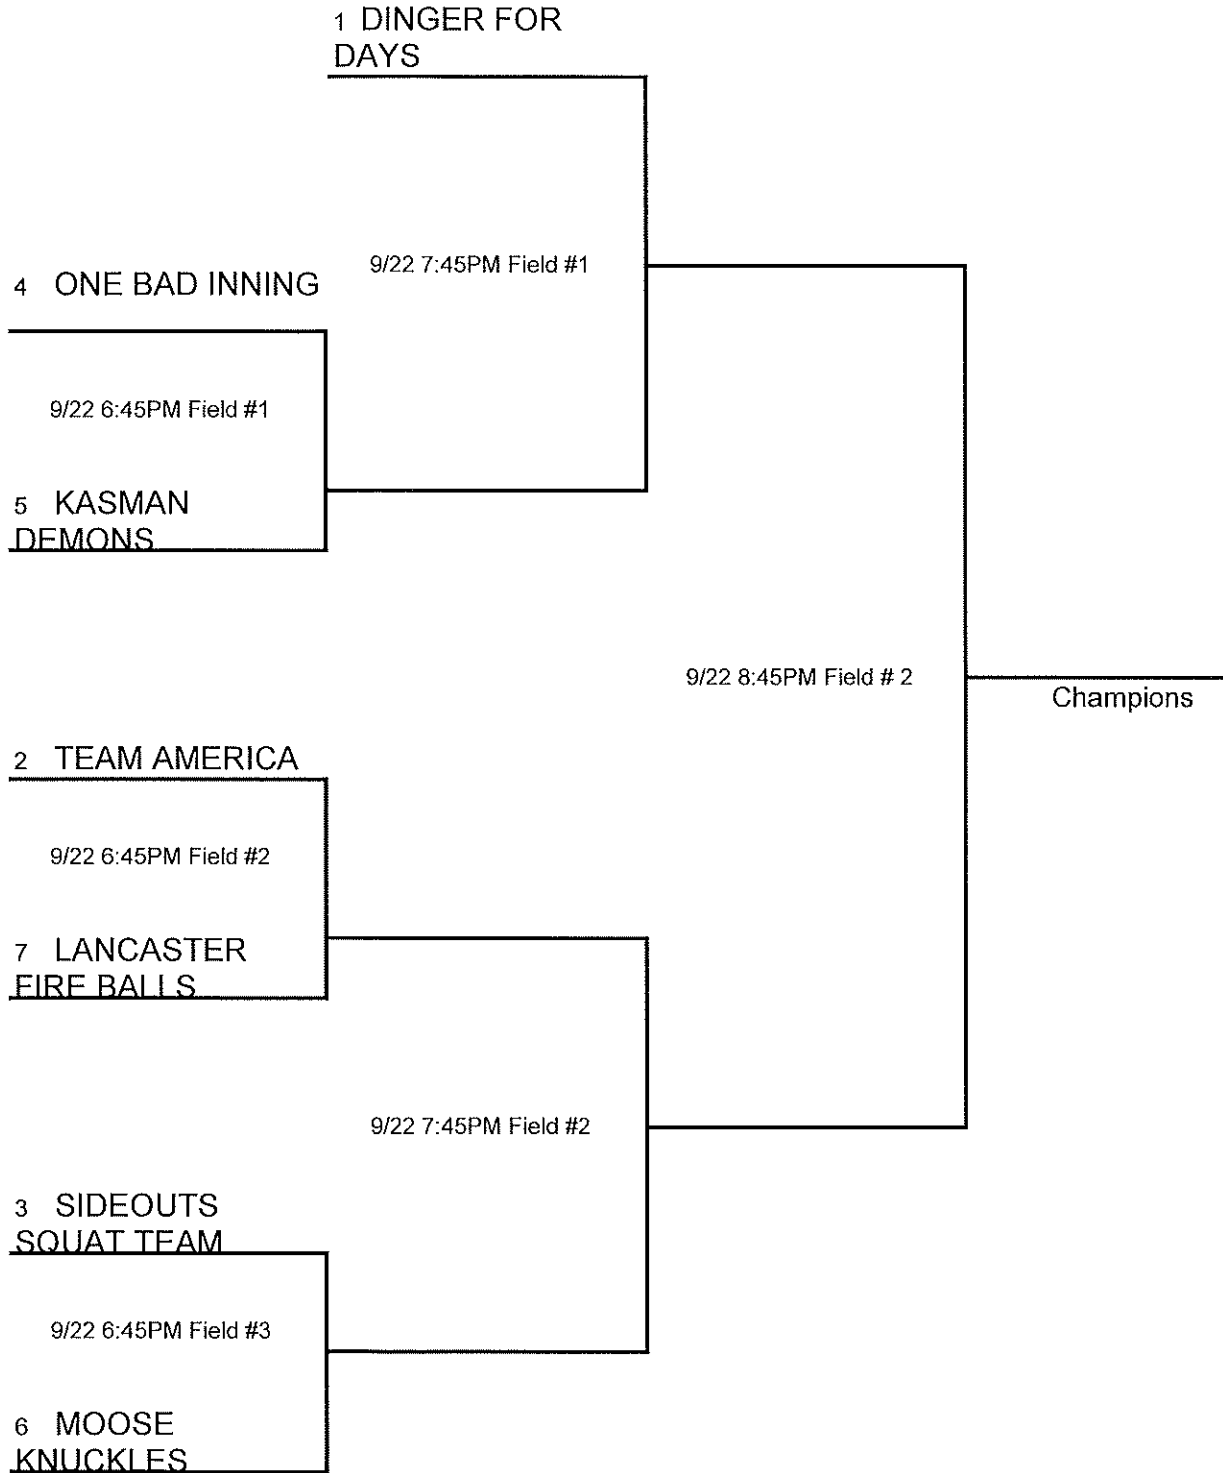 1 DINGER FOR
DAYS
9/22 7:45PM Field #1
4 ONE BAD INNING
9/22 6:45PM Field #1
5 KASMAN
DEMONS
9/22 8:45PM Field # 2
Champions
2 TEAM AMERICA
9/22 6:45PM Field #2
7 LANCASTER
FIRE BALLS
9/22 7:45PM Field #2
3 SIDEOUTS
SQUAT TEAM
9/22 6:45PM Field #3
6 MOOSE
KNUCKLES